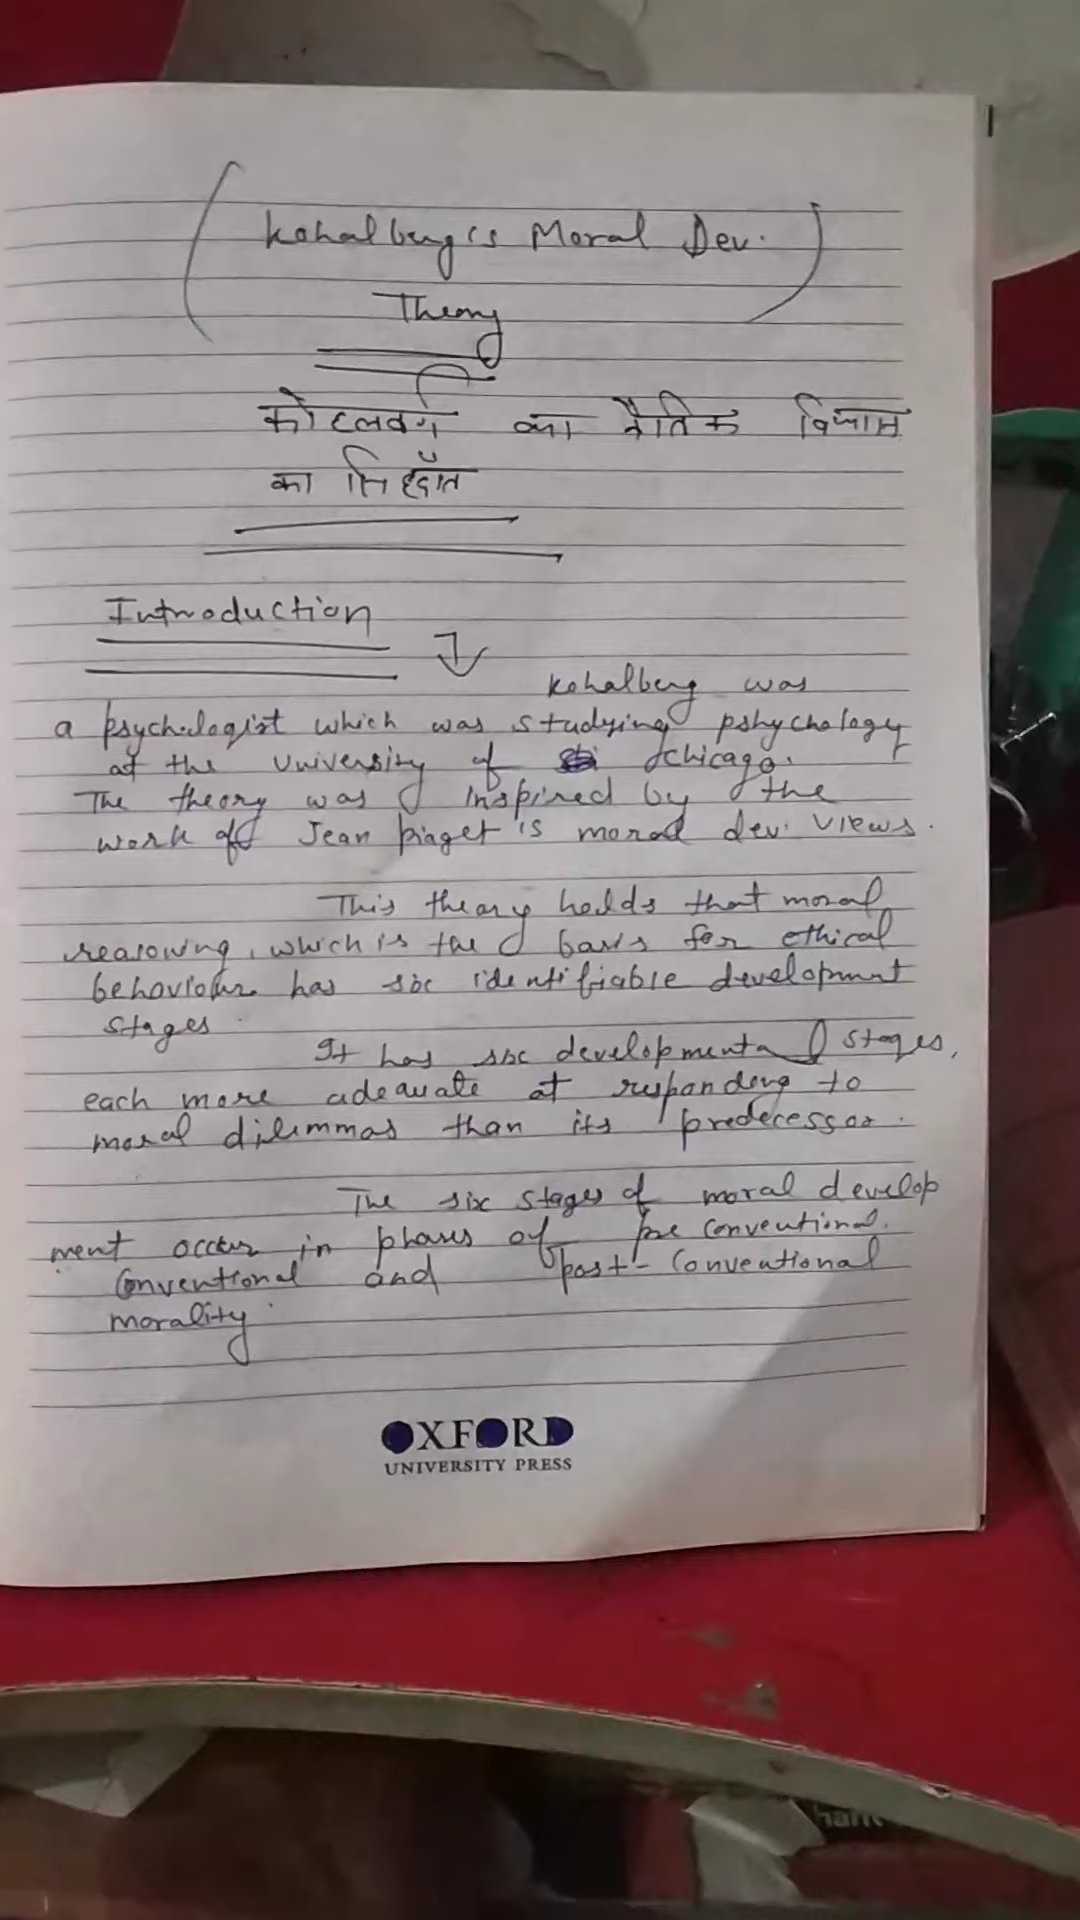 Kohalberg's Moral Dev.
Theory
कोहलबर्ग का नैतिक विकास
का सिद्धाँत
Introduction
Kohalberg was
a psychologist which was studying pshychology
at the university of chicago.
The theory was inspired by the
work of Jean piaget's moral dev. views.
This theory holds that moral
reasoning, which is the basis for ethical
behaviour has six identifiable development
stages.
It has six developmental stages,
each more adequate at responding to
moral dilemmas than its predecessor.
The six stages of moral develop
ment occur in phases of pre conventional.
Conventional and post-Conventional
morality.
OXFORD
UNIVERSITY PRESS